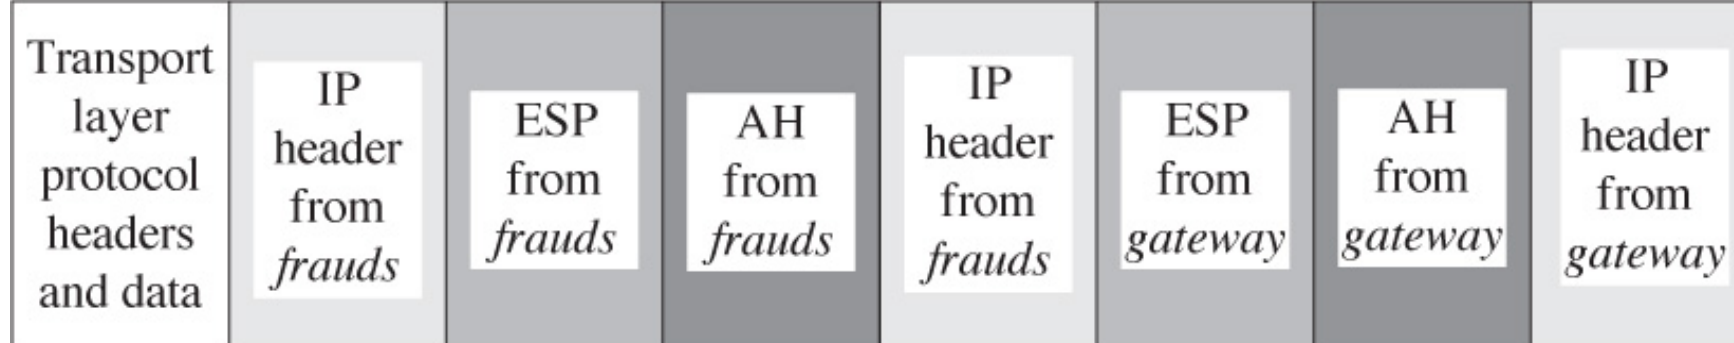 Transport
layer
protocol
headers
and data
IP
header
from
frauds
ESP
from
frauds
AH
from
frauds
IP
header
from
frauds
ESP
from
gateway
AH
from
gateway
IP
header
from
gateway